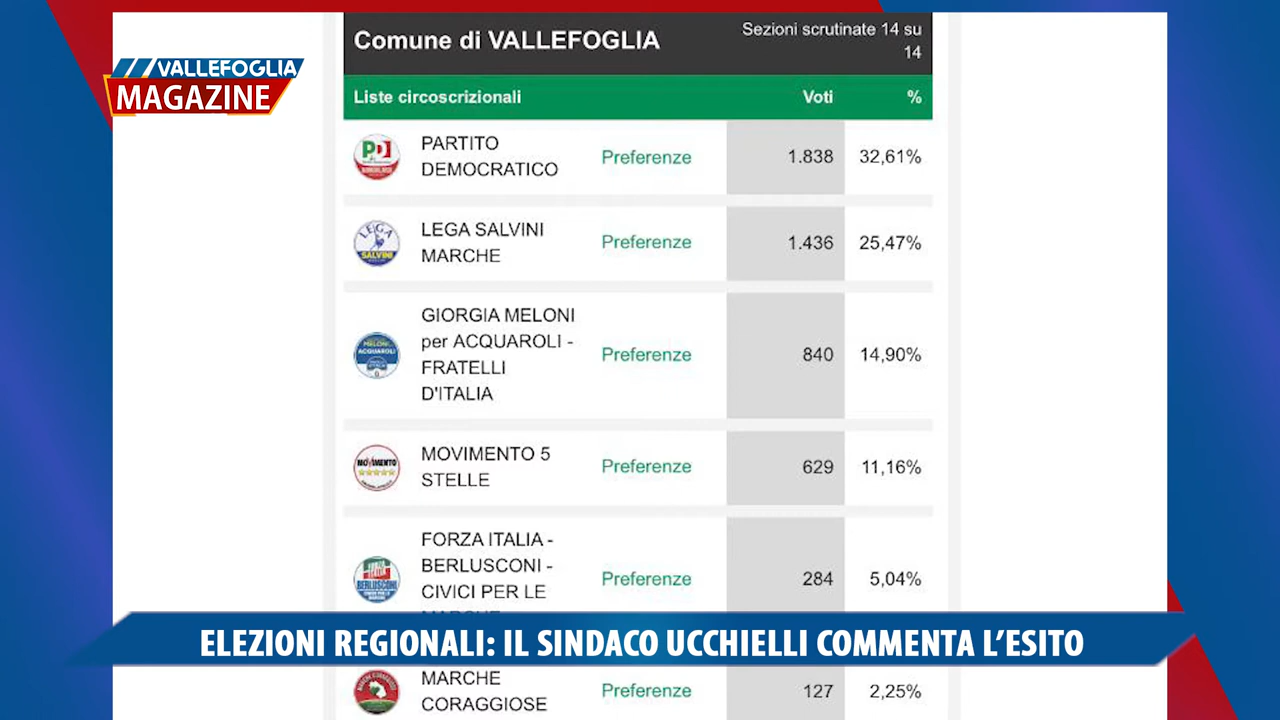 VALLEFOGLIA
MAGAZINE
Comune di VALLEFOGLIA
Sezioni scrutinate 14 su
14
Liste circoscrizionali Voti %
PARTITO
DEMOCRATICO
Preferenze 1.838 32,61%
LEGA SALVINI
MARCHE
Preferenze 1.436 25,47%
GIORGIA MELONI
per ACQUAROLI -
FRATELLI
D'ITALIA
Preferenze 840 14,90%
MOVIMENTO 5
STELLE
Preferenze 629 11,16%
FORZA ITALIA -
BERLUSCONI -
CIVICI PER LE
Preferenze 284 5,04%
ELEZIONI REGIONALI: IL SINDACO UCCHIELLI COMMENTA L'ESITO
MARCHE
CORAGGIOSE
Preferenze 127 2,25%